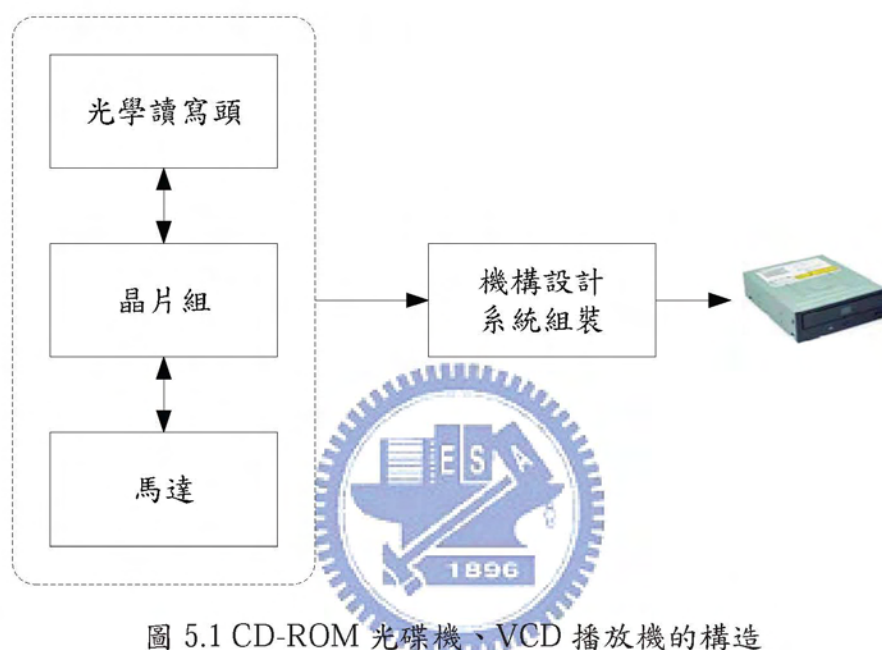 光學讀寫頭
晶片組
馬達
機構設計
系統組裝
ESA
1896
圖 5.1 CD-ROM 光碟機、VCD 播放機的構造